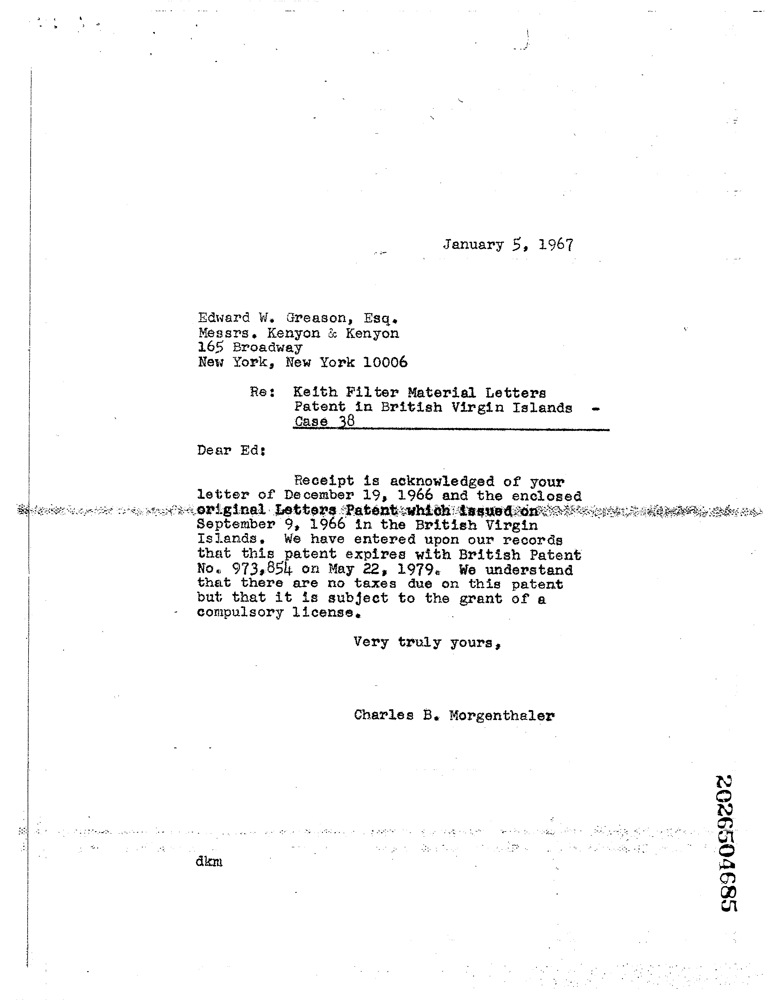 January 5, 1967
Edward W. Greason, Esq.
Messrs. Kenyon & Kenyon
165 Broadway
New York, New York 10006
Re: Keith Filter Material Letters
Patent in British Virgin Islands -
Case 38
Dear Ed:
Receipt is acknowledged of your
letter of December 19, 1966 and the enclosed
original Letters Patent which issued on
September 9, 1966 in the British Virgin
Islands. We have entered upon our records
that this patent expires with British Patent
No. 973,854 on May 22, 1979. We understand
that there are no taxes due on this patent
but that it is subject to the grant of a
compulsory license.
Very truly yours,
Charles B. Morgenthaler
dkm
2026504685